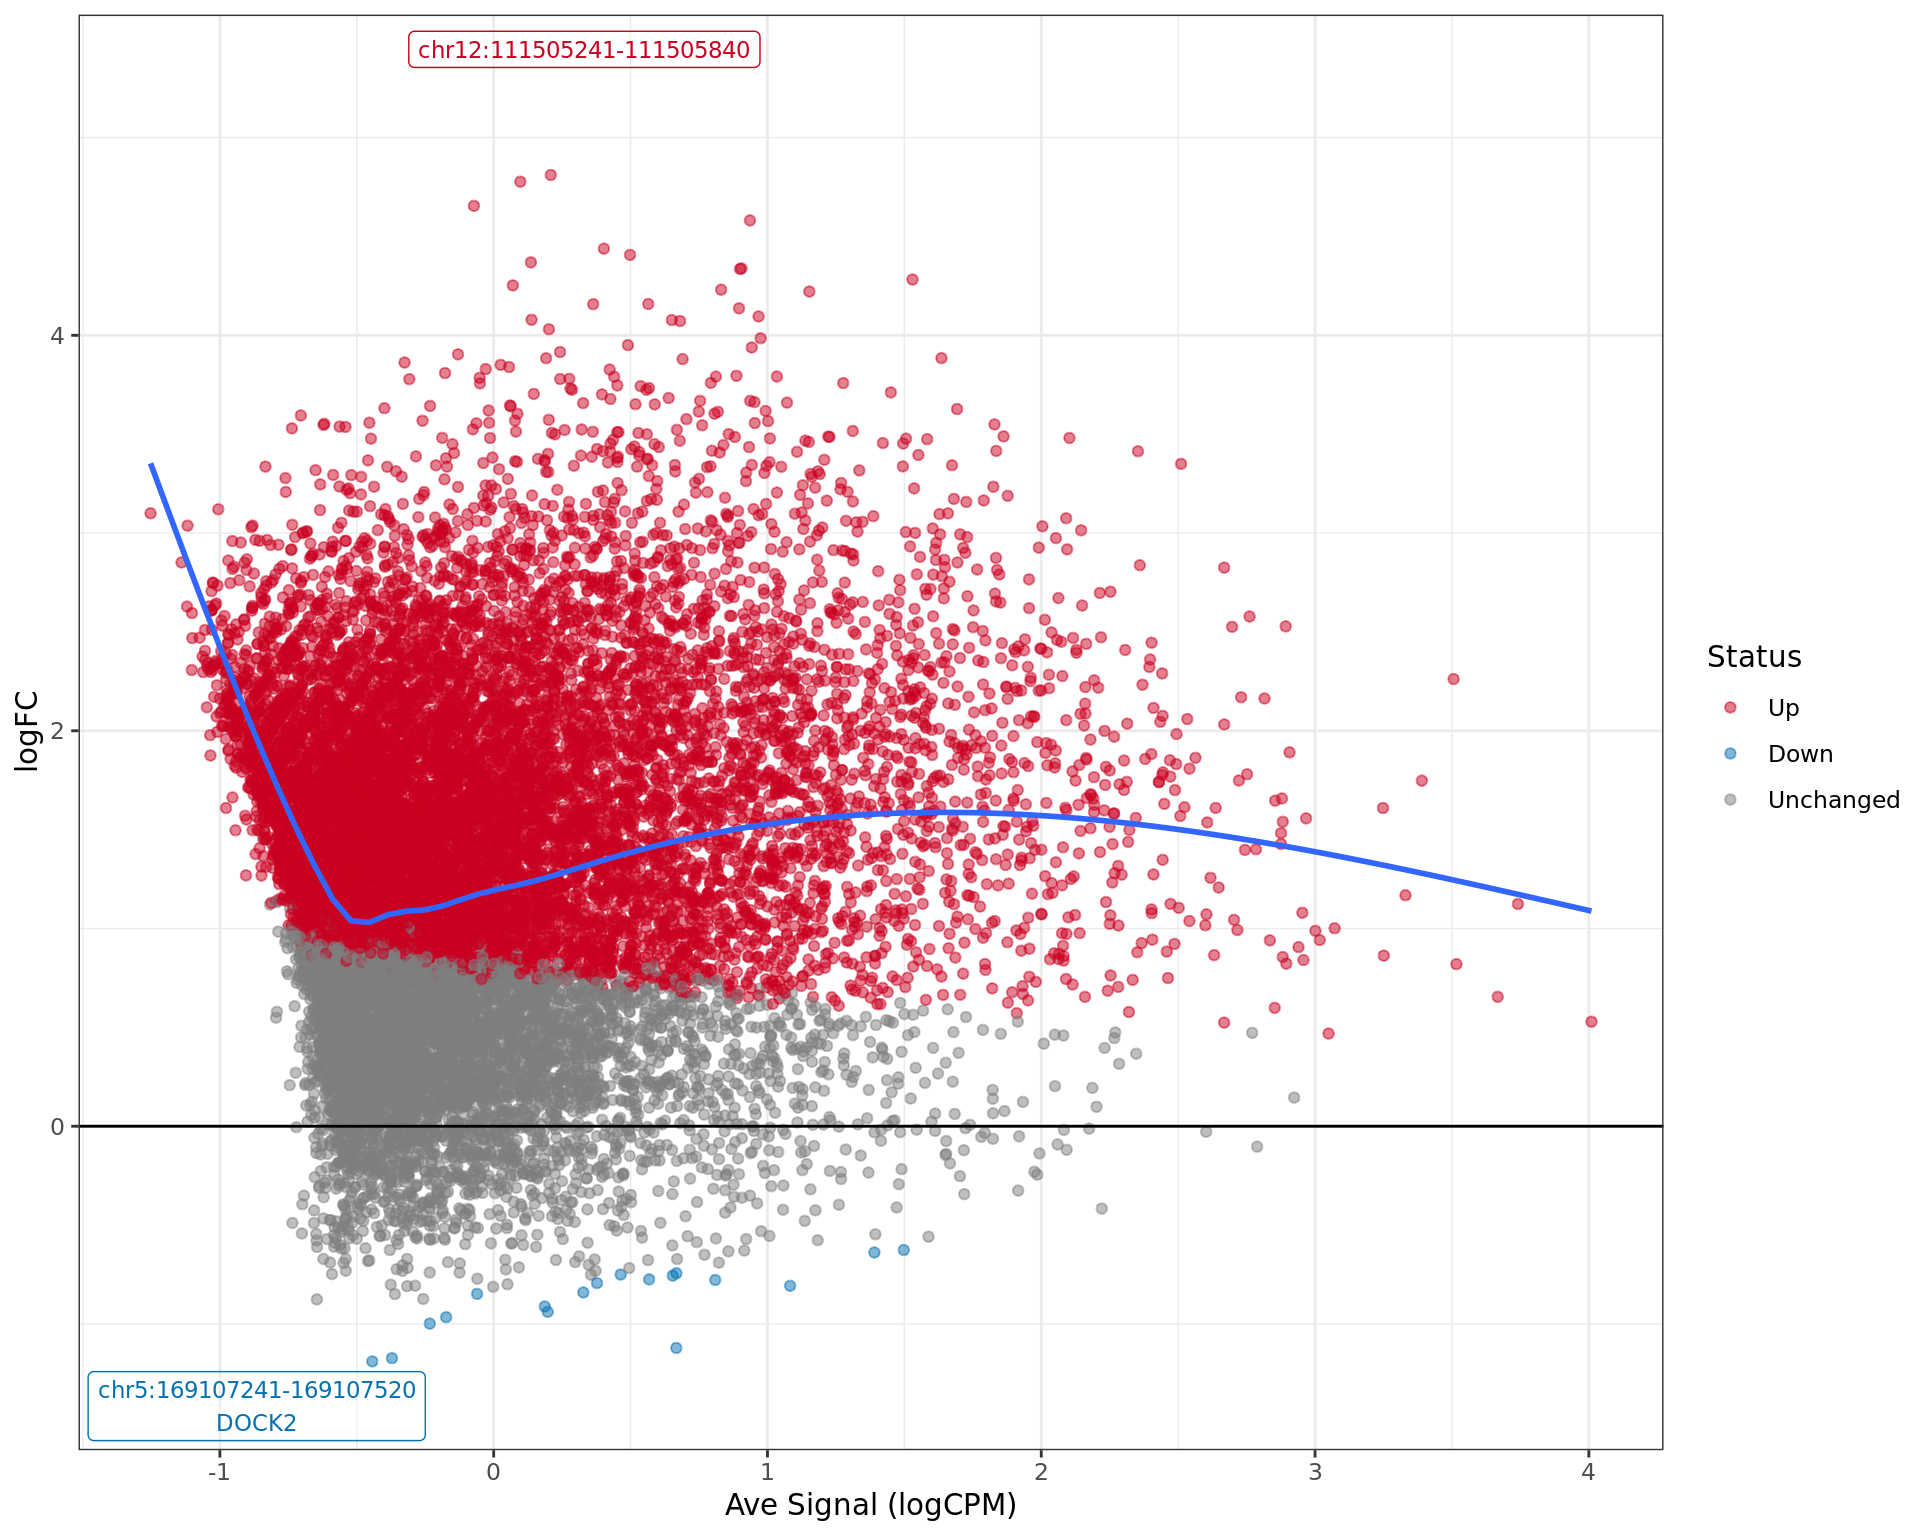 chr12:111505241-111505840
4
2
0
logFC
chr5:169107241-169107520
DOCK2
-1
0
1
2
3
4
Ave Signal (logCPM)
Status
Up
Down
Unchanged